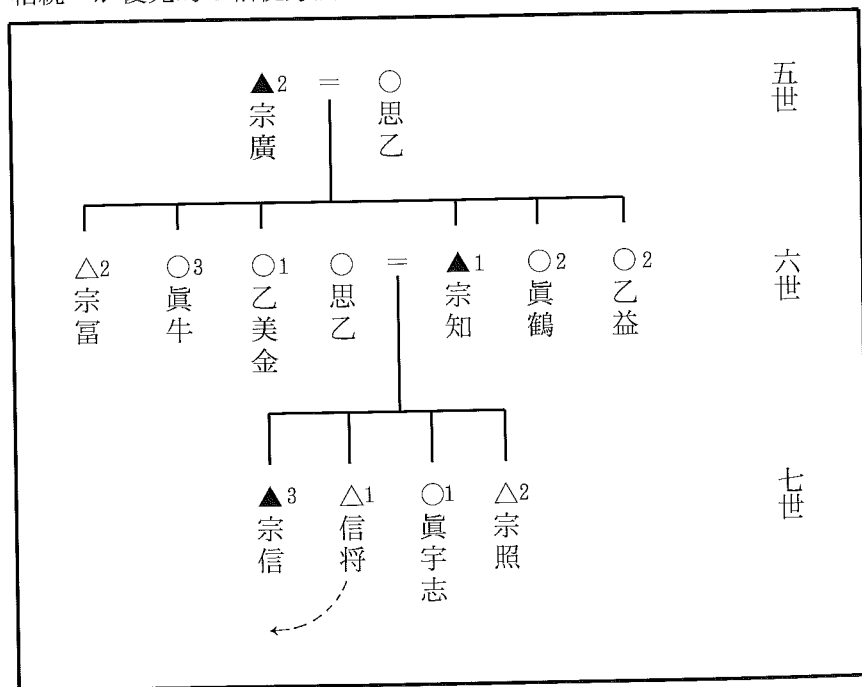 五世
▲2 = ○
宗廣 思乙
六世
△2 ○3 ○1 ○ = ▲1 ○2 ○2
宗冨 眞牛 乙美金 思乙 宗知 眞鶴 乙益
七世
▲3 △1 ○1 △2
宗信 信将 眞宇志 宗照